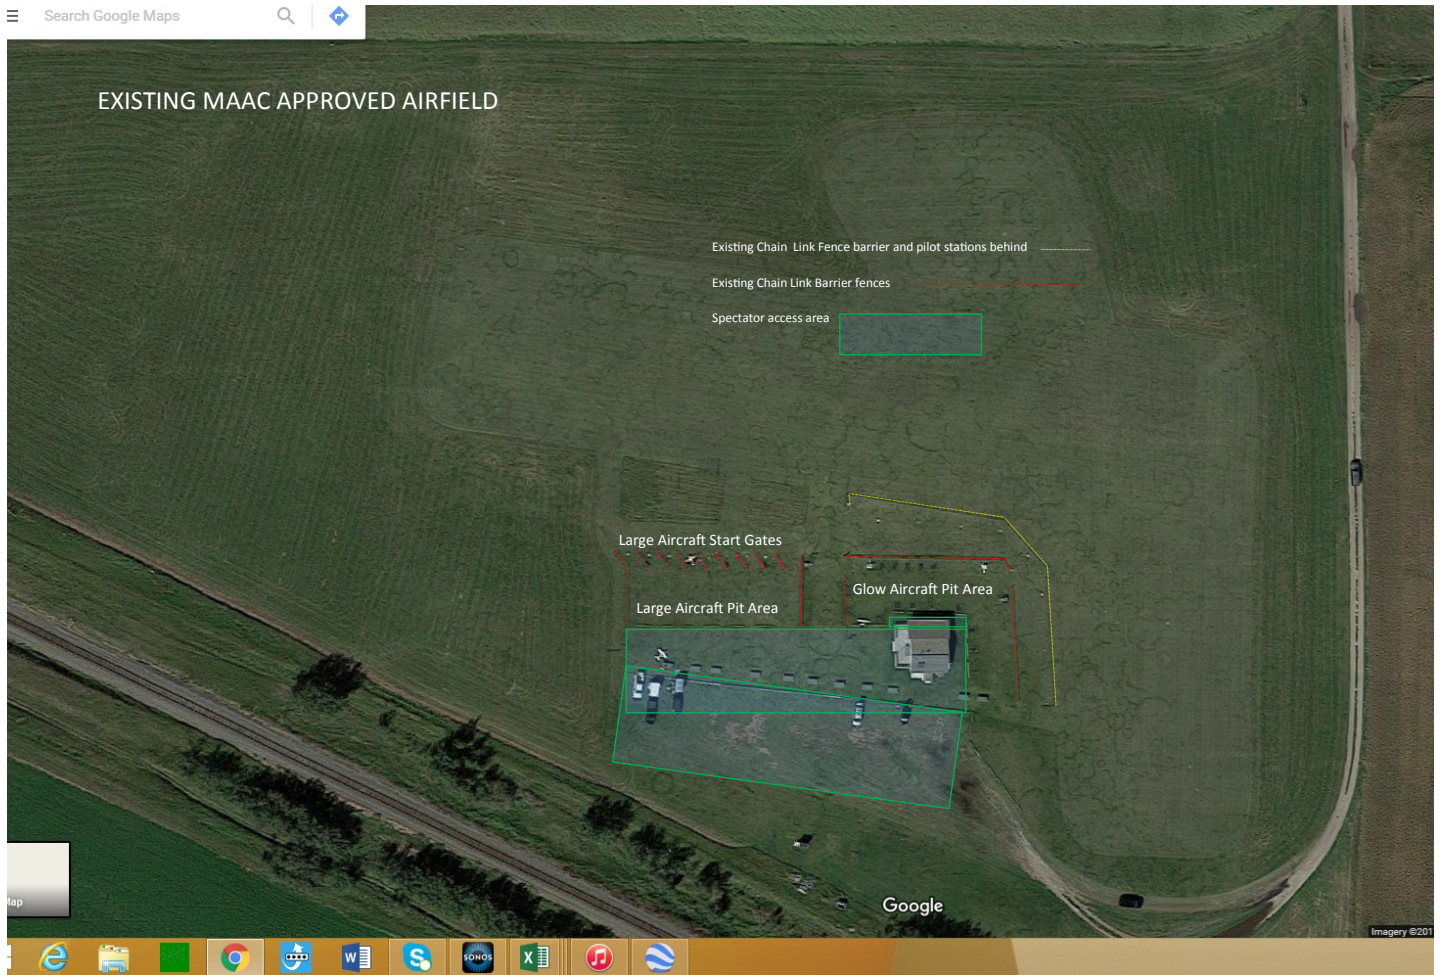 Search Google Maps
EXISTING MAAC APPROVED AIRFIELD
Existing Chain Link Fence barrier and pilot stations behind
Existing Chain Link Barrier fences
Spectator access area
Large Aircraft Start Gates
Glow Aircraft Pit Area
Large Aircraft Pit Area
Google
Imagery ©201
SONOS